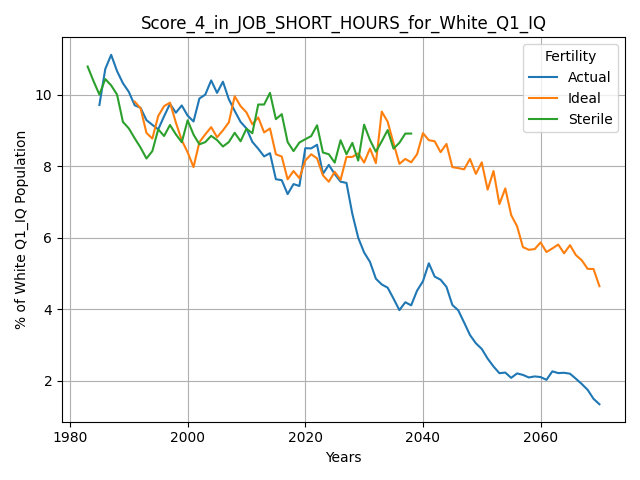 Score_4_in_JOB_SHORT_HOURS_for_White_Q1_IQ
% of White Q1_IQ Population
10
8
6
4
2
1980
2000
2020
2040
2060
Years
Fertility
Actual
Ideal
Sterile